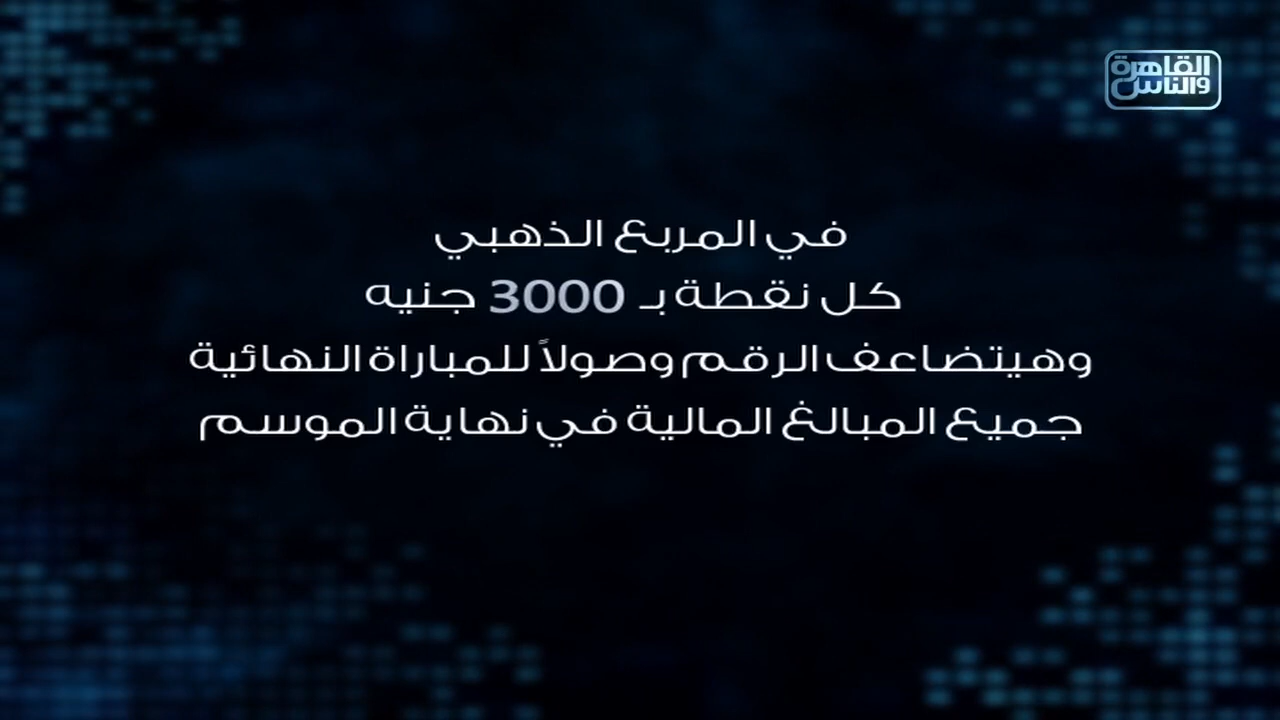 القاهرة
والناس
في المربع الذهبي
كل نقطة بـ 3000 جنيه
وهيتضاعف الرقم وصولاً للمباراة النهائية
جميع المبالغ المالية في نهاية الموسم